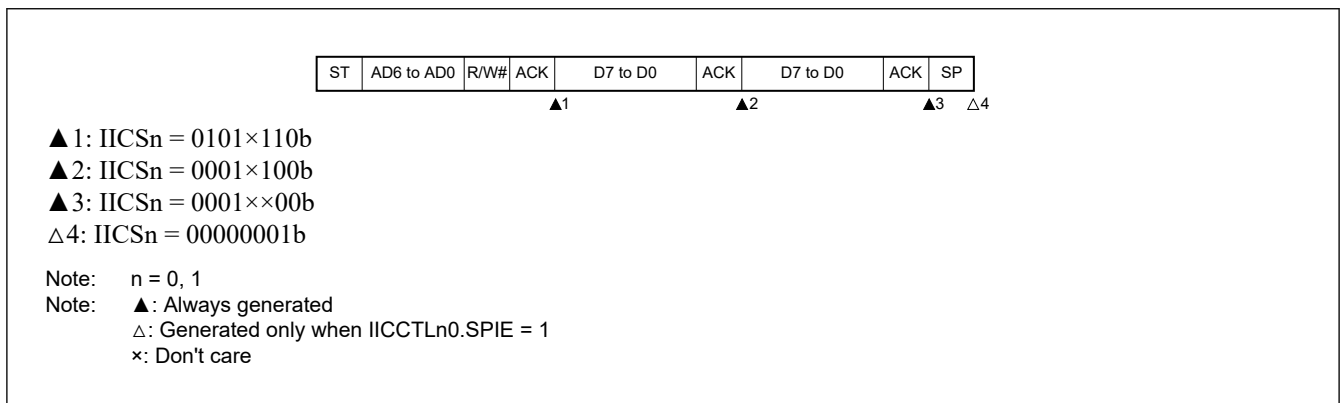 ST AD6 to AD0 R/W# ACK D7 to D0 ACK D7 to D0 ACK SP
▲1 ▲2 ▲3 △4
▲1: IICSn = 0101×110b
▲2: IICSn = 0001×100b
▲3: IICSn = 0001××00b
△4: IICSn = 00000001b
Note: n = 0, 1
Note: ▲: Always generated
△: Generated only when IICCTLn0.SPIE = 1
×: Don't care